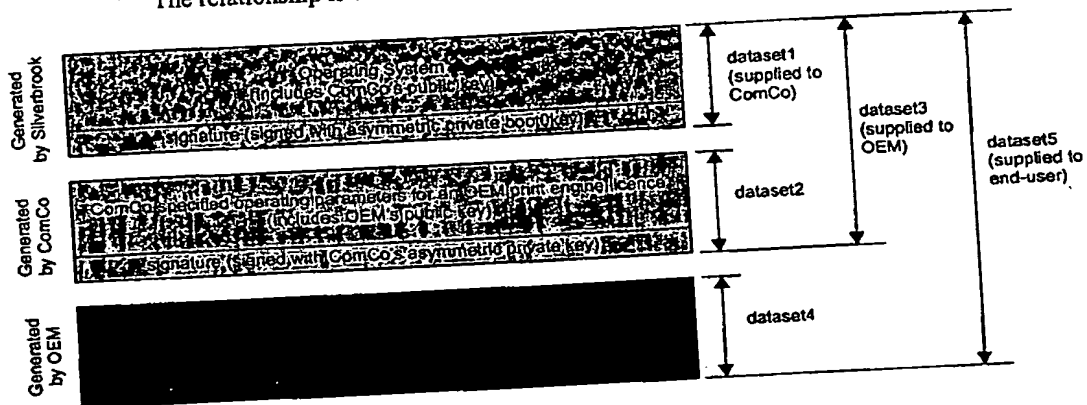 The relationship is
Generated
by Silverbrook
Operating System
(includes ComCo's public key)
signature (signed with asymmetric private boot0key)
dataset1
(supplied to
ComCo)
dataset3
(supplied to
OEM)
dataset5
(supplied to
end-user)
Generated
by ComCo
ComCo specified operating parameters for an OEM print engine licence
(includes OEM's public key)
signature (signed with ComCo's asymmetric private key)
dataset2
Generated
by OEM
dataset4